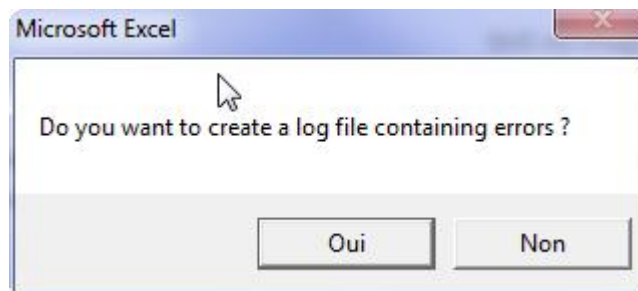 Microsoft Excel
Do you want to create a log file containing errors ?
Oui Non